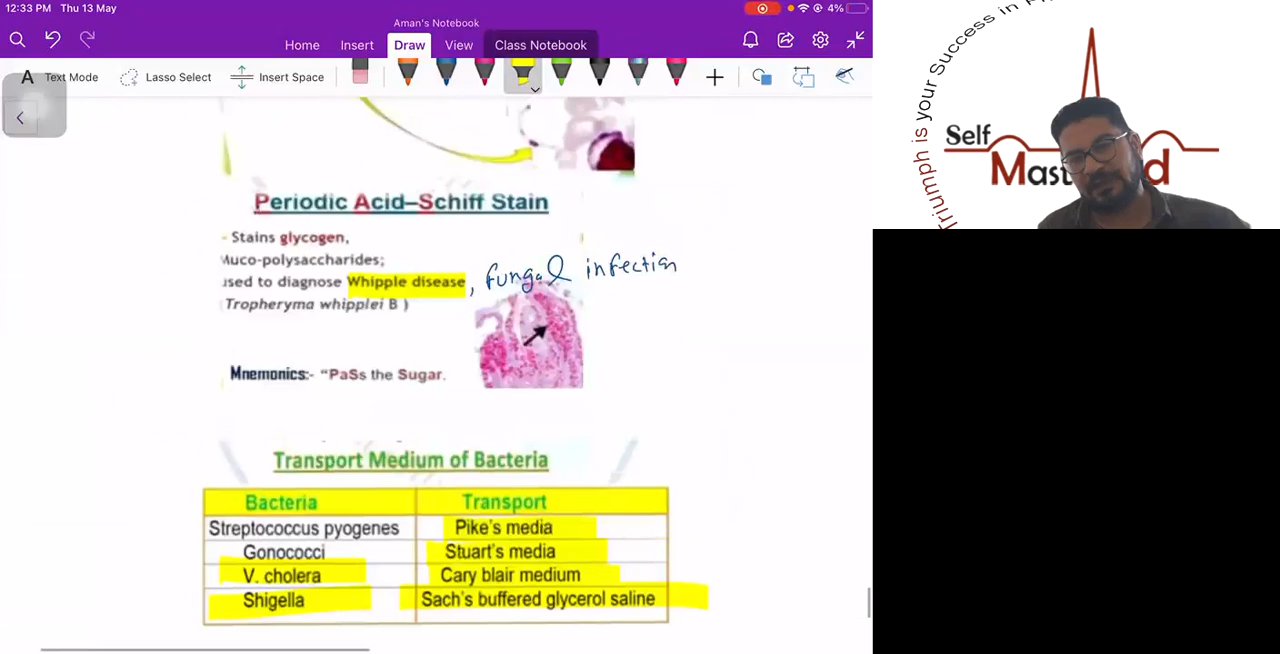 12:33 PM Thu 13 May
4%
Aman's Notebook
Home Insert Draw View Class Notebook
A Text Mode Lasso Select Insert Space
Triumph is your Success in
Self
Mast d
Periodic Acid–Schiff Stain
- Stains glycogen,
Muco-polysaccharides;
used to diagnose Whipple disease, fungal infection
Tropheryma whipplei B )
Mnemonics:- "PaSs the Sugar.
Transport Medium of Bacteria
Bacteria Transport
Streptococcus pyogenes Pike's media
Gonococci Stuart's media
V. cholera Cary blair medium
Shigella Sach's buffered glycerol saline